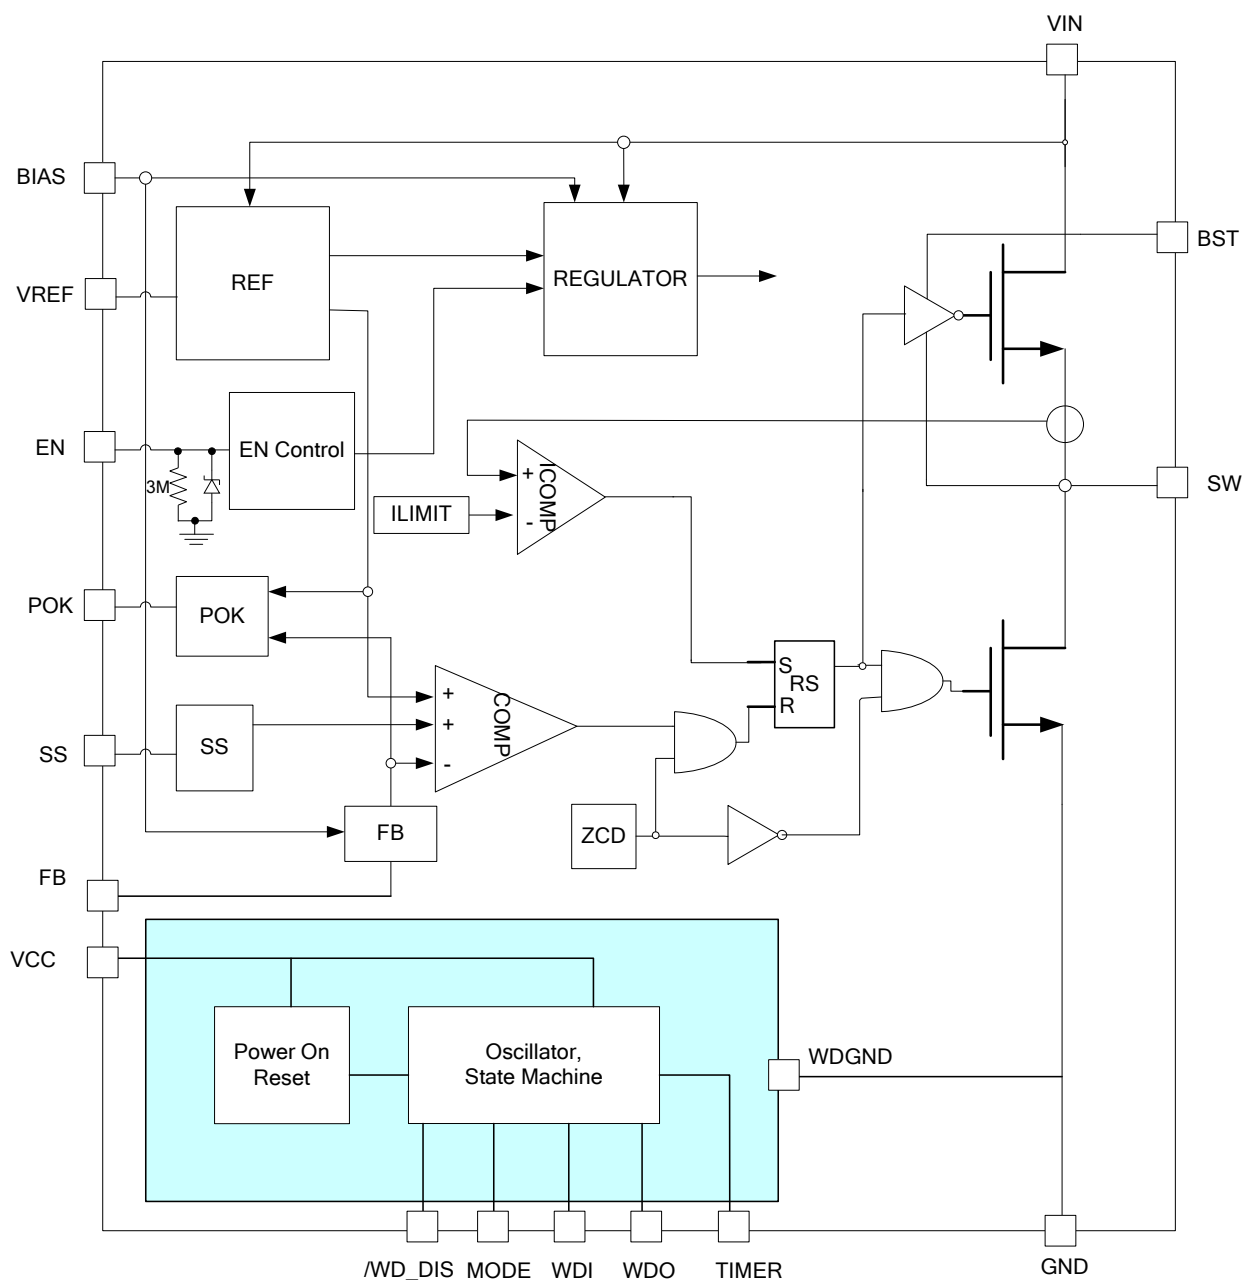 VIN
BIAS
BST
REF
REGULATOR
VREF
EN
EN Control
3M
+
ICOMP
-
ILIMIT
SW
POK
POK
+
COMP
+
-
S
RS
R
SS
SS
FB
ZCD
FB
VCC
Power On
Reset
Oscillator,
State Machine
WDGND
/WD_DIS
MODE
WDI
WDO
TIMER
GND